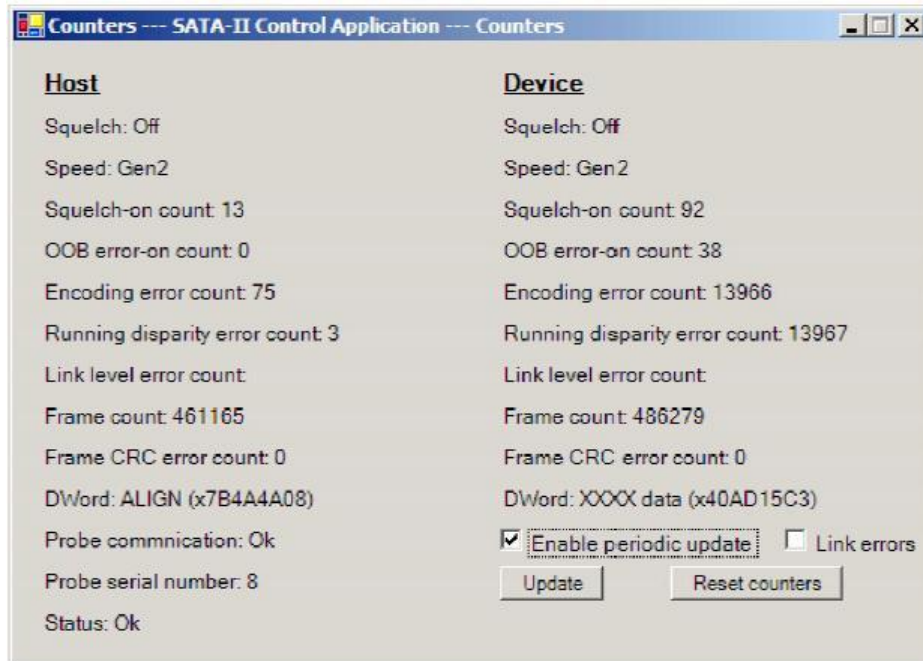 Counters --- SATA-II Control Application --- Counters
Host
Squelch: Off
Speed: Gen2
Squelch-on count: 13
OOB error-on count: 0
Encoding error count: 75
Running disparity error count: 3
Link level error count:
Frame count: 461165
Frame CRC error count: 0
DWord: ALIGN (x7B4A4A08)
Probe commnication: Ok
Probe serial number: 8
Status: Ok
Device
Squelch: Off
Speed: Gen2
Squelch-on count: 92
OOB error-on count: 38
Encoding error count: 13966
Running disparity error count: 13967
Link level error count:
Frame count: 486279
Frame CRC error count: 0
DWord: XXXX data (x40AD15C3)
Enable periodic update Link errors
Update Reset counters